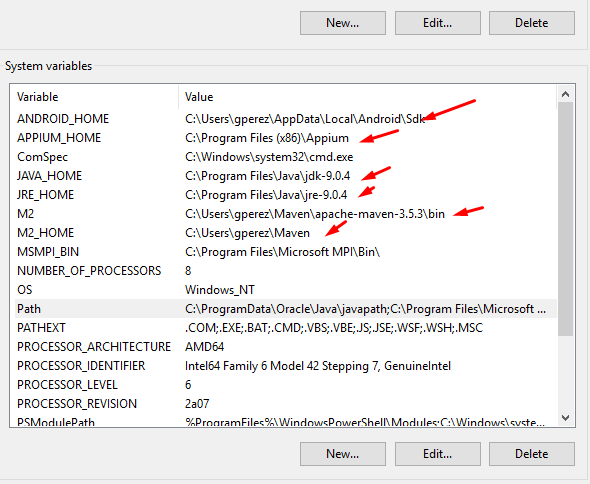 New... Edit... Delete
System variables
Variable Value
ANDROID_HOME C:\Users\gperez\AppData\Local\Android\Sdk
APPIUM_HOME C:\Program Files (x86)\Appium
ComSpec C:\Windows\system32\cmd.exe
JAVA_HOME C:\Program Files\Java\jdk-9.0.4
JRE_HOME C:\Program Files\Java\jre-9.0.4
M2 C:\Users\gperez\Maven\apache-maven-3.5.3\bin
M2_HOME C:\Users\gperez\Maven
MSMPI_BIN C:\Program Files\Microsoft MPI\Bin\
NUMBER_OF_PROCESSORS 8
OS Windows_NT
Path C:\ProgramData\Oracle\Java\javapath;C:\Program Files\Microsoft ...
PATHEXT .COM;.EXE;.BAT;.CMD;.VBS;.VBE;.JS;.JSE;.WSF;.WSH;.MSC
PROCESSOR_ARCHITECTURE AMD64
PROCESSOR_IDENTIFIER Intel64 Family 6 Model 42 Stepping 7, GenuineIntel
PROCESSOR_LEVEL 6
PROCESSOR_REVISION 2a07
PSModulePath %ProgramFiles%\WindowsPowerShell\Modules;C:\Windows\syste...
New... Edit... Delete